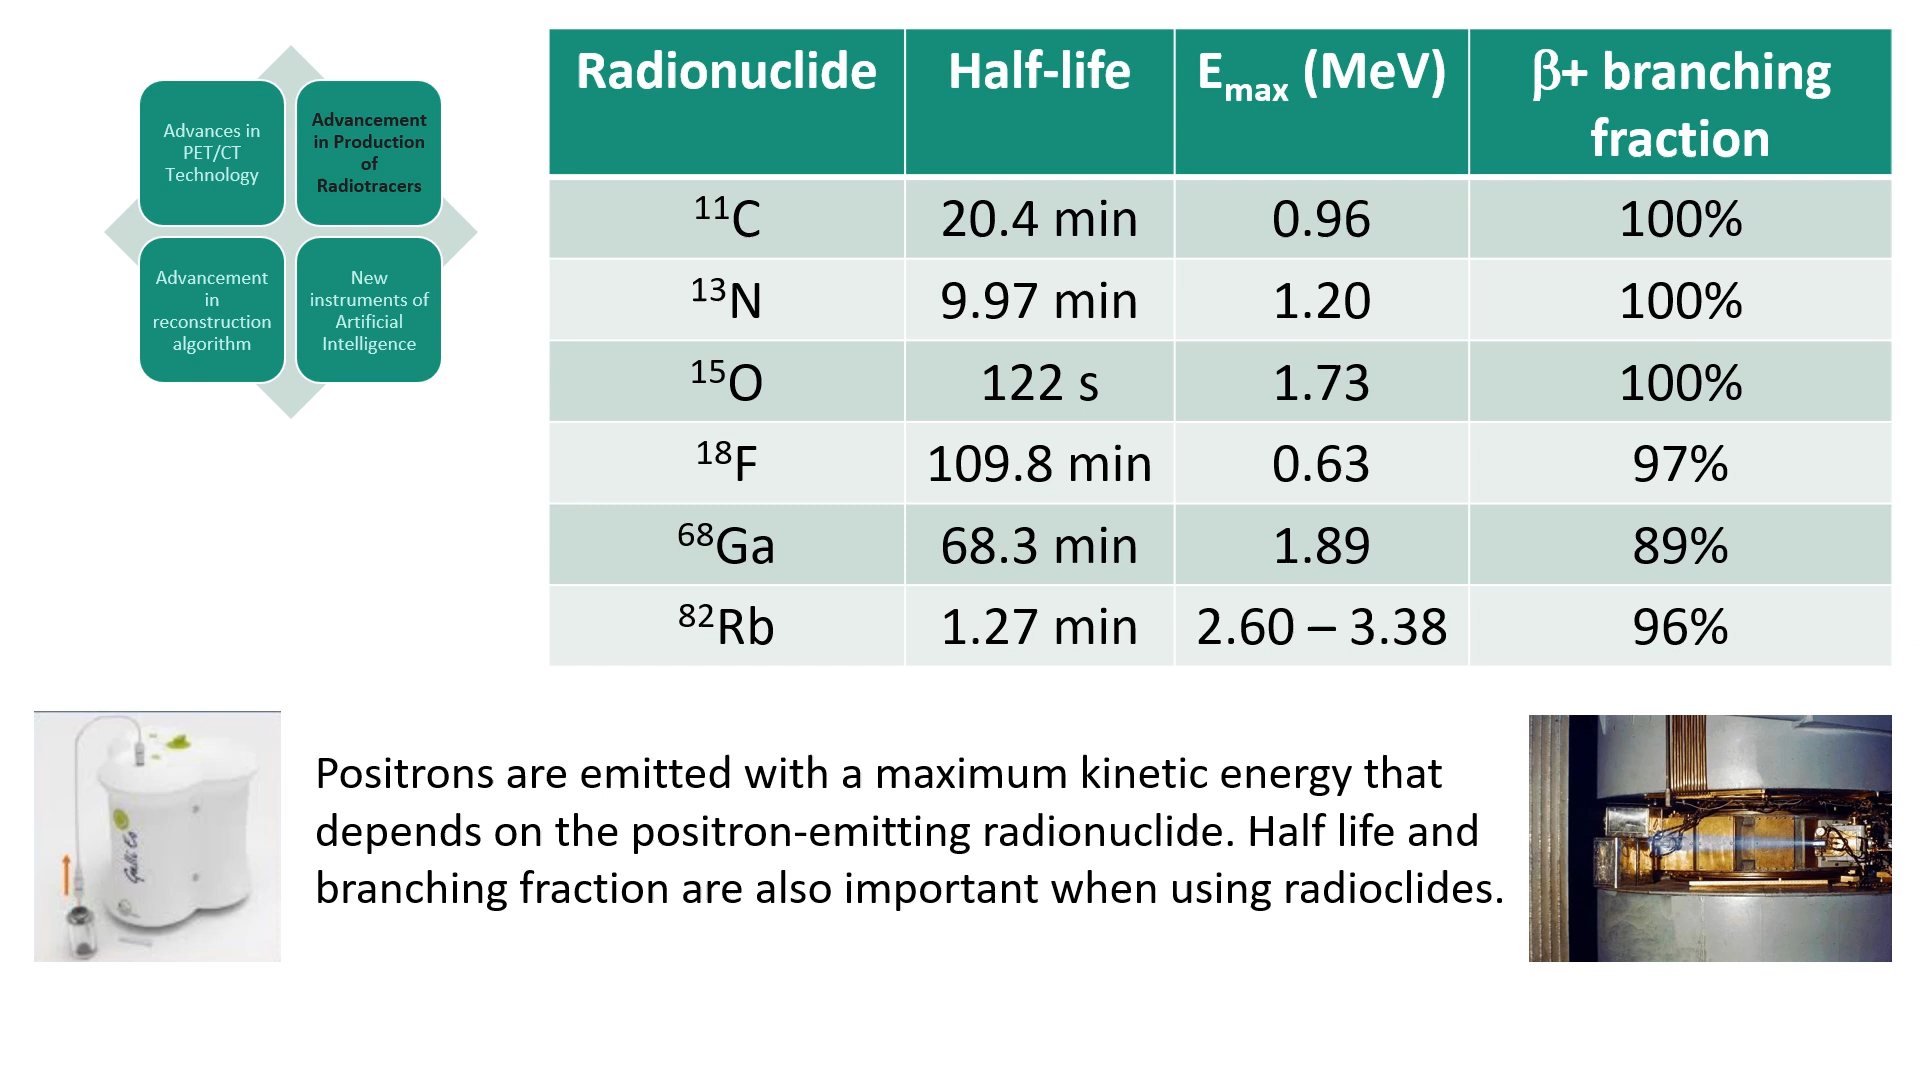 Advances in
PET/CT
Technology
Advancement
in Production
of
Radiotracers
Advancement
in
reconstruction
algorithm
New
instruments of
Artificial
Intelligence
Radionuclide Half-life Emax (MeV) β+ branching
fraction
¹¹C 20.4 min 0.96 100%
¹³N 9.97 min 1.20 100%
¹⁵O 122 s 1.73 100%
¹⁸F 109.8 min 0.63 97%
⁶⁸Ga 68.3 min 1.89 89%
⁸²Rb 1.27 min 2.60 – 3.38 96%
Positrons are emitted with a maximum kinetic energy that
depends on the positron-emitting radionuclide. Half life and
branching fraction are also important when using radioclides.